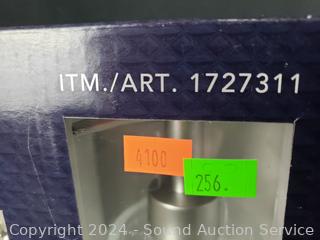 ITM./ART. 1727311
4100
256.
Copyright 2024 - Sound Auction Service